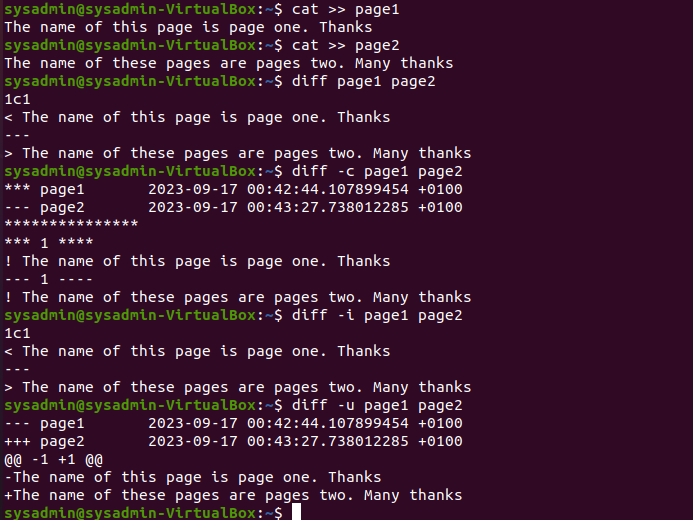 sysadmin@sysadmin-VirtualBox:~$ cat >> page1
The name of this page is page one. Thanks
sysadmin@sysadmin-VirtualBox:~$ cat >> page2
The name of these pages are pages two. Many thanks
sysadmin@sysadmin-VirtualBox:~$ diff page1 page2
1c1
< The name of this page is page one. Thanks
---
> The name of these pages are pages two. Many thanks
sysadmin@sysadmin-VirtualBox:~$ diff -c page1 page2
*** page1       2023-09-17 00:42:44.107899454 +0100
--- page2       2023-09-17 00:43:27.738012285 +0100
***************
*** 1 ****
! The name of this page is page one. Thanks
--- 1 ----
! The name of these pages are pages two. Many thanks
sysadmin@sysadmin-VirtualBox:~$ diff -i page1 page2
1c1
< The name of this page is page one. Thanks
---
> The name of these pages are pages two. Many thanks
sysadmin@sysadmin-VirtualBox:~$ diff -u page1 page2
--- page1       2023-09-17 00:42:44.107899454 +0100
+++ page2       2023-09-17 00:43:27.738012285 +0100
@@ -1 +1 @@
-The name of this page is page one. Thanks
+The name of these pages are pages two. Many thanks
sysadmin@sysadmin-VirtualBox:~$